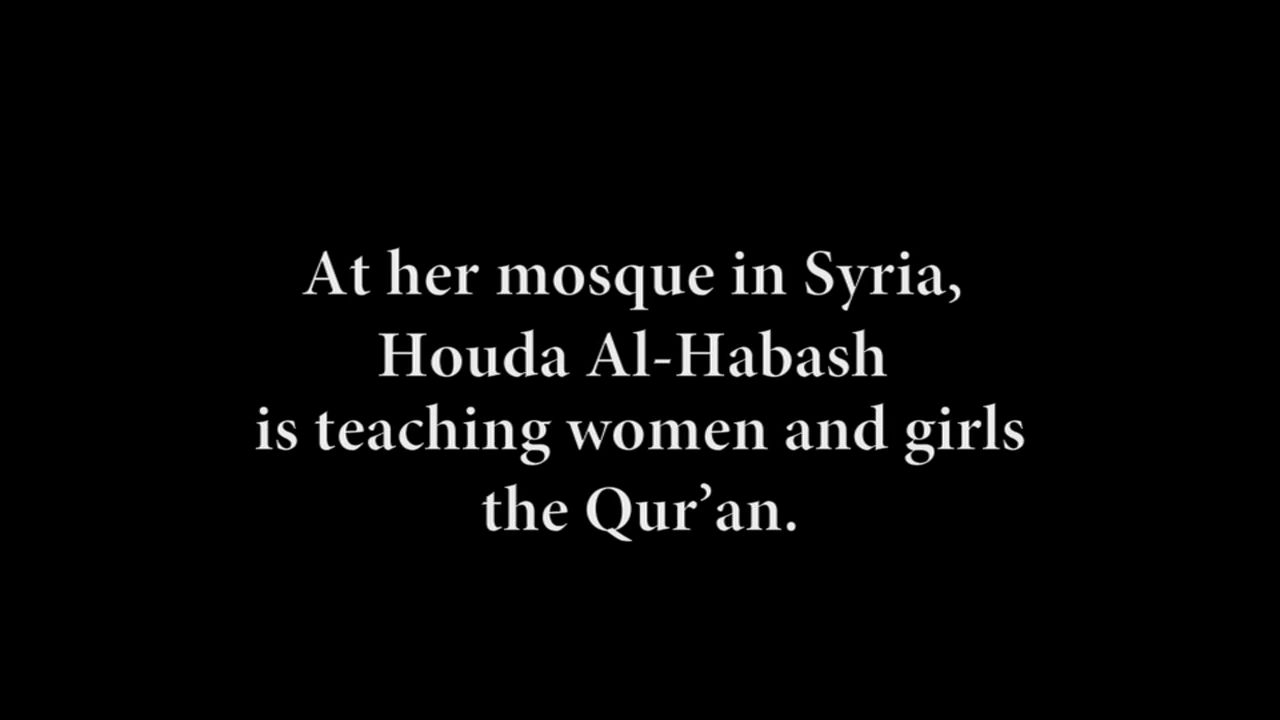 At her mosque in Syria,
Houda Al-Habash
is teaching women and girls
the Qur’an.